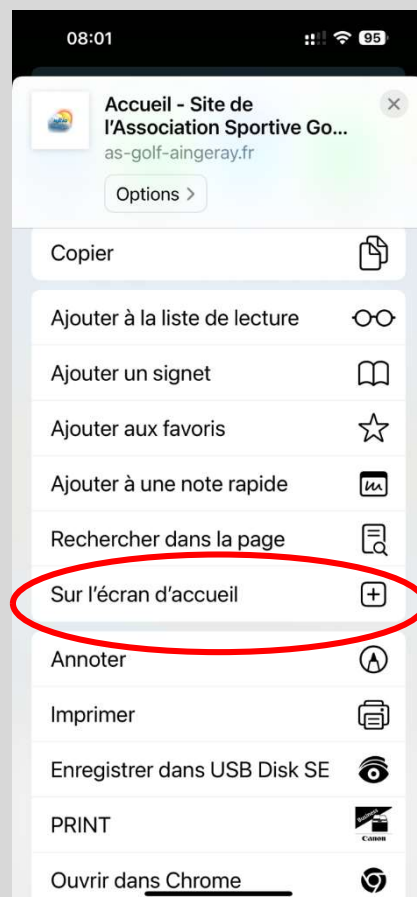 08:01
95
Accueil - Site de
l'Association Sportive Go...
as-golf-aingeray.fr
Options >
Copier
Ajouter à la liste de lecture
Ajouter un signet
Ajouter aux favoris
Ajouter à une note rapide
Rechercher dans la page
Sur l'écran d'accueil
Annoter
Imprimer
Enregistrer dans USB Disk SE
PRINT
Business
Canon
Ouvrir dans Chrome